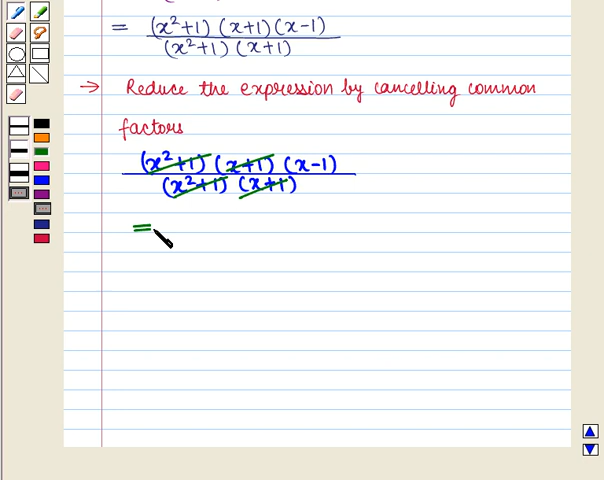 = (x²+1) (x+1) (x-1)
(x²+1) (x+1)
→ Reduce the expression by cancelling common
factors
(x²+1) (x+1) (x-1)
(x²+1) (x+1)
=